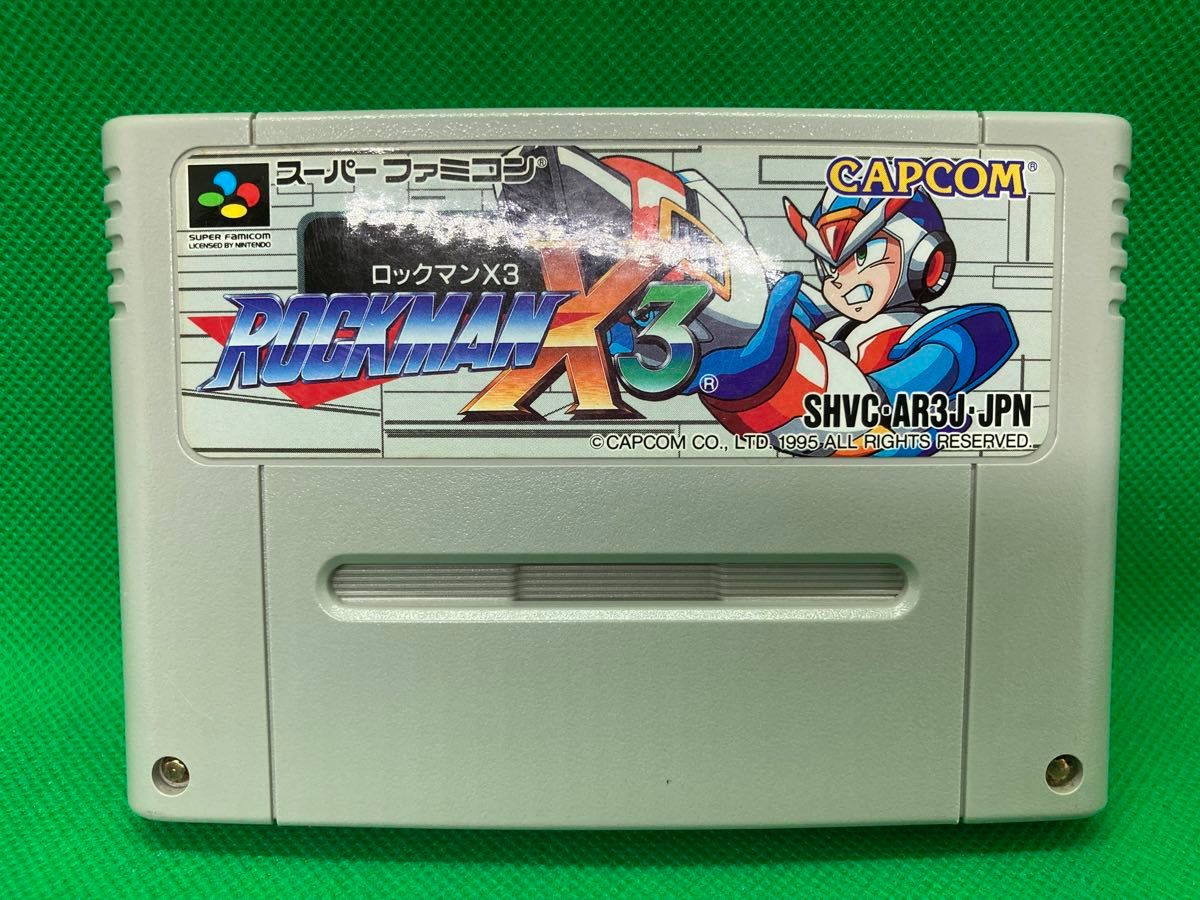 スーパーファミコン®
CAPCOM®
SUPER FAMICOM
LICENSED BY NINTENDO
ロックマンX3
ROCKMAN X3®
SHVC-AR3J-JPN
©CAPCOM CO., LTD. 1995 ALL RIGHTS RESERVED.